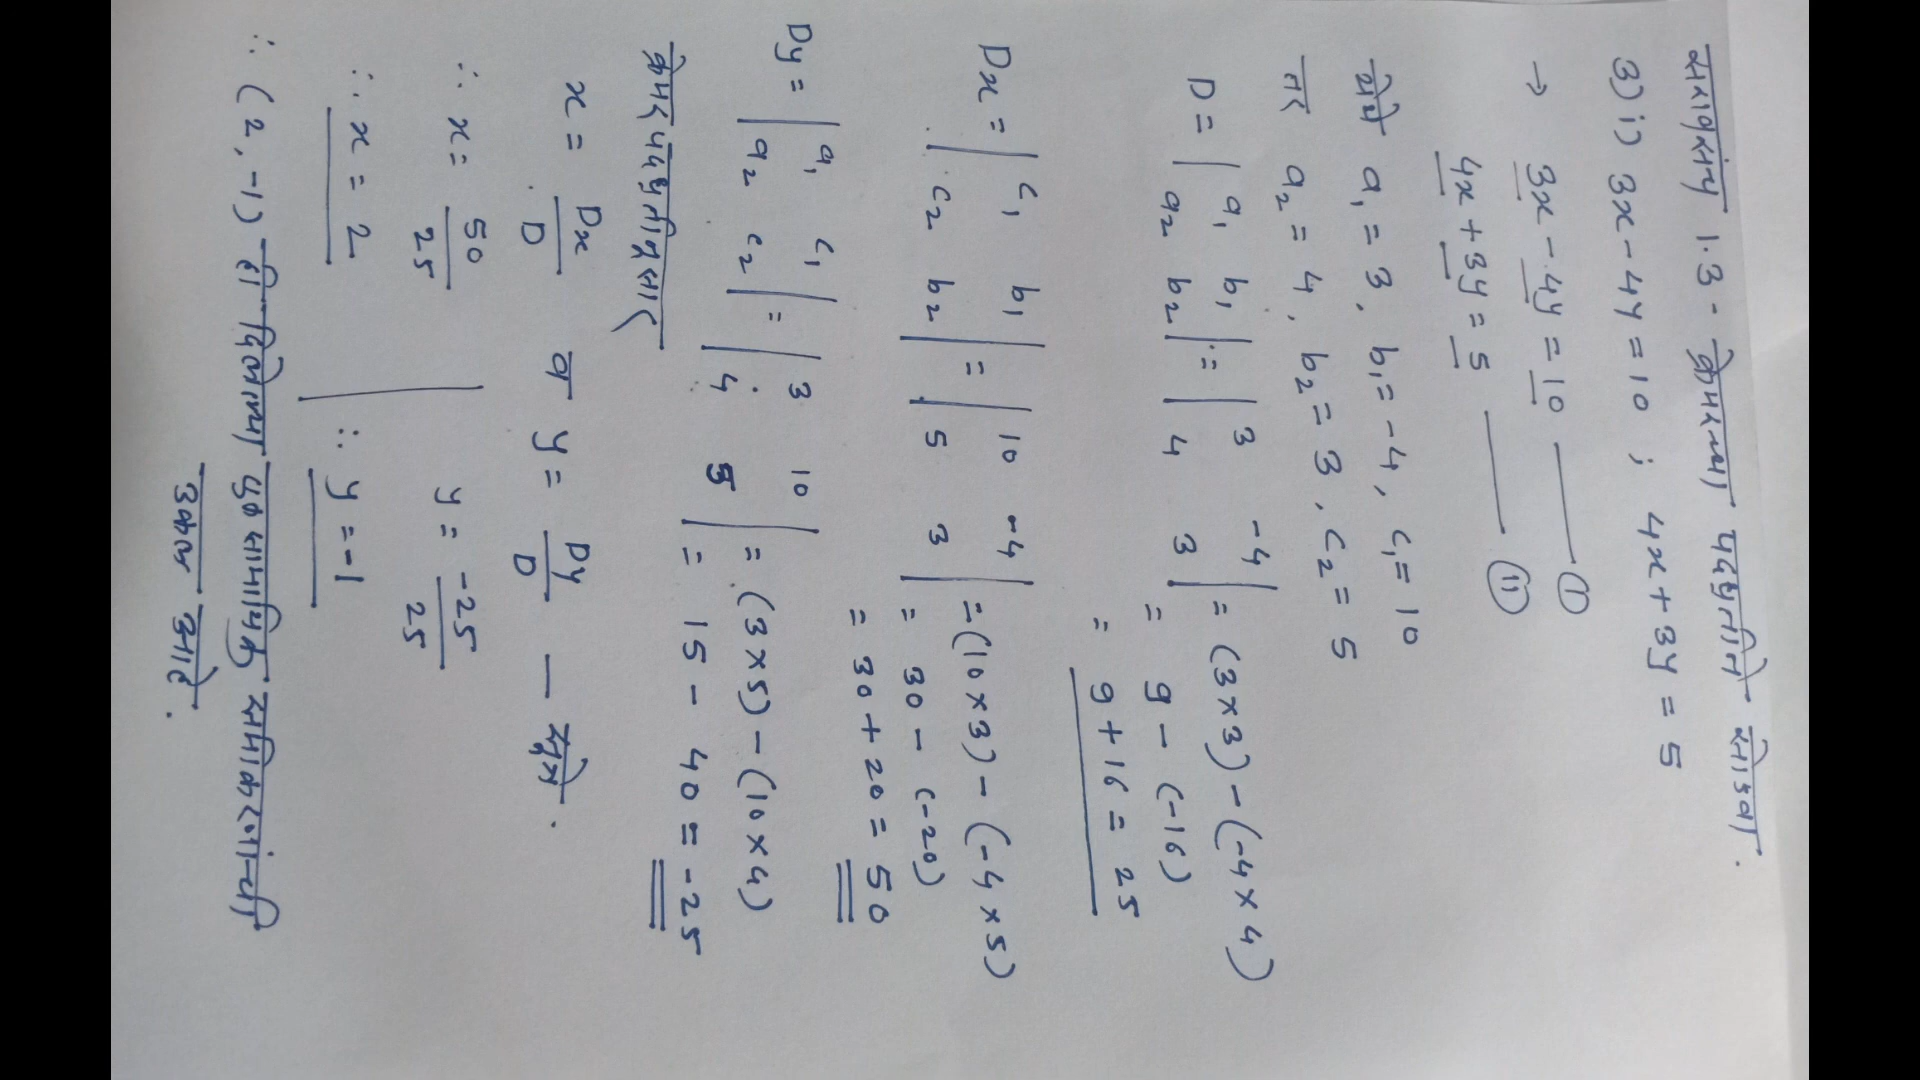 सरावसंच 1.3 - क्रेमरच्या पद्धतीने सोडवा.
3) i) 3x - 4y = 10 ; 4x + 3y = 5
→ 3x - 4y = 10 —— (i)
4x + 3y = 5 —— (ii)
येथे a₁ = 3, b₁ = -4, c₁ = 10
तर a₂ = 4, b₂ = 3, c₂ = 5
D = | a₁ b₁ | = | 3 -4 | = (3 x 3) - (-4 x 4)
| a₂ b₂ | | 4 3 | = 9 - (-16)
= 9 + 16 = 25
Dx = | c₁ b₁ | = | 10 -4 | = (10 x 3) - (-4 x 5)
| c₂ b₂ | | 5 3 | = 30 - (-20)
= 30 + 20 = 50
Dy = | a₁ c₁ | = | 3 10 | = (3 x 5) - (10 x 4)
| a₂ c₂ | | 4 5 | = 15 - 40 = -25
क्रेमर पद्धतीनुसार
x = Dx/D व y = Dy/D — सूत्र.
∴ x = 50/25 y = -25/25
∴ x = 2 ∴ y = -1
∴ (2, -1) ही दिलेल्या एक सामायिक समीकरणांची
उकल आहे.